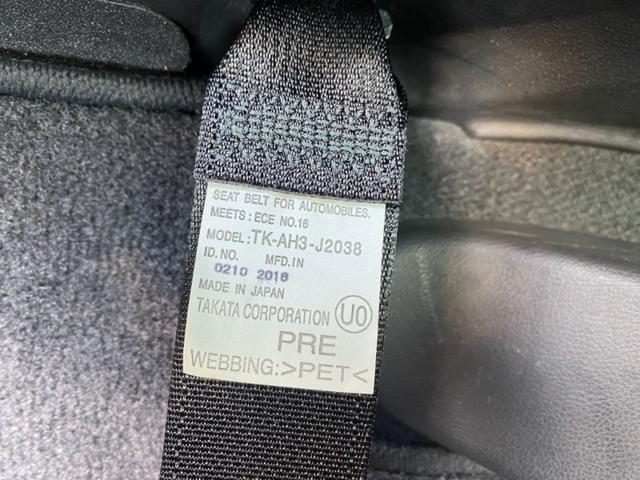 SEAT BELT FOR AUTOMOBILES.
MEETS: ECE NO.16
MODEL: TK-AH3-J2038
ID. NO. MFD. IN
0210 2018
MADE IN JAPAN
TAKATA CORPORATION U0
PRE
WEBBING:>PET<